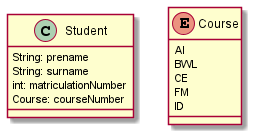 C Student
String: prename
String: surname
int: matriculationNumber
Course: courseNumber
E Course
AI
BWL
CE
FM
ID